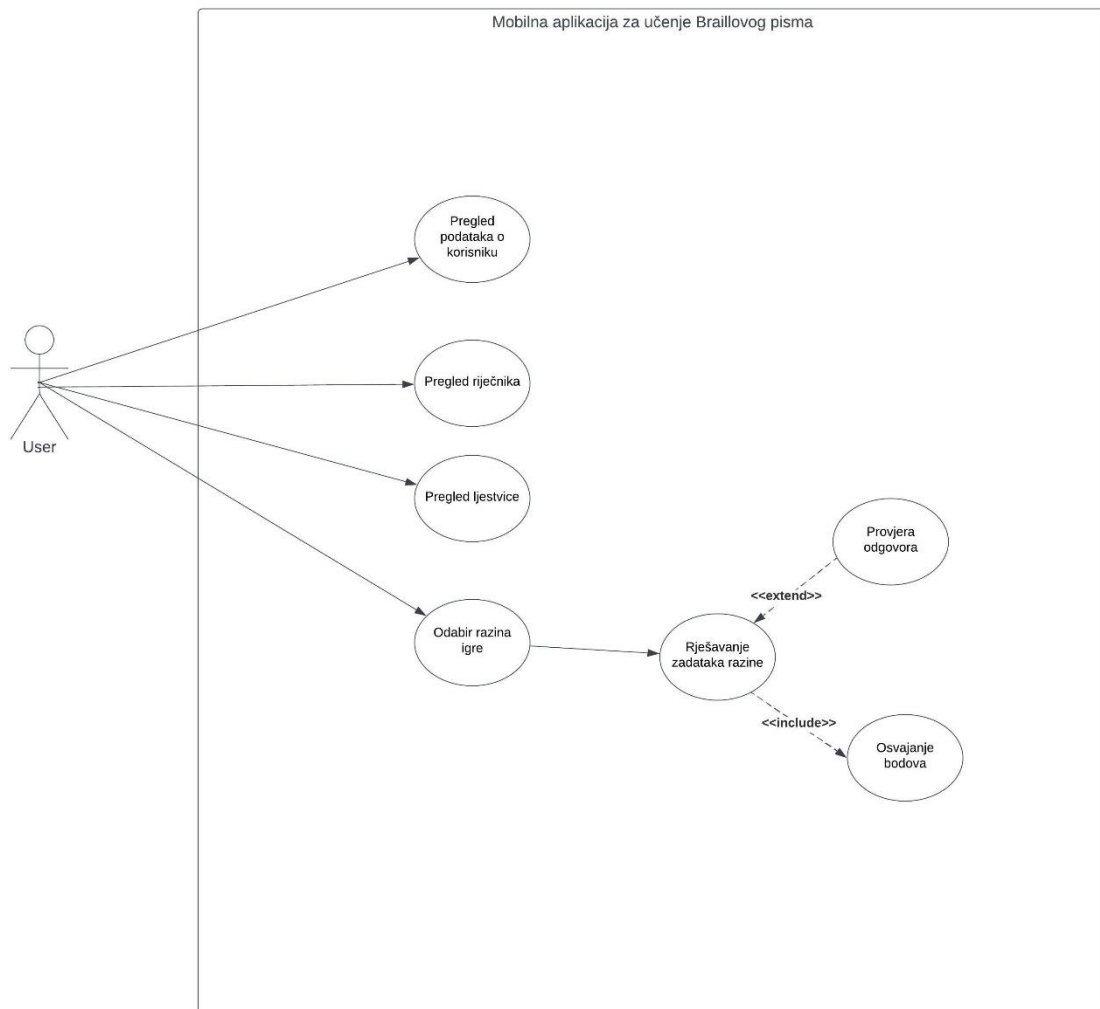 Mobilna aplikacija za učenje Braillovog pisma
Pregled
podataka o
korisniku
User
Pregled riječnika
Pregled ljestvice
Provjera
odgovora
<<extend>>
Odabir razina
igre
Rješavanje
zadataka razine
<<include>>
Osvajanje
bodova